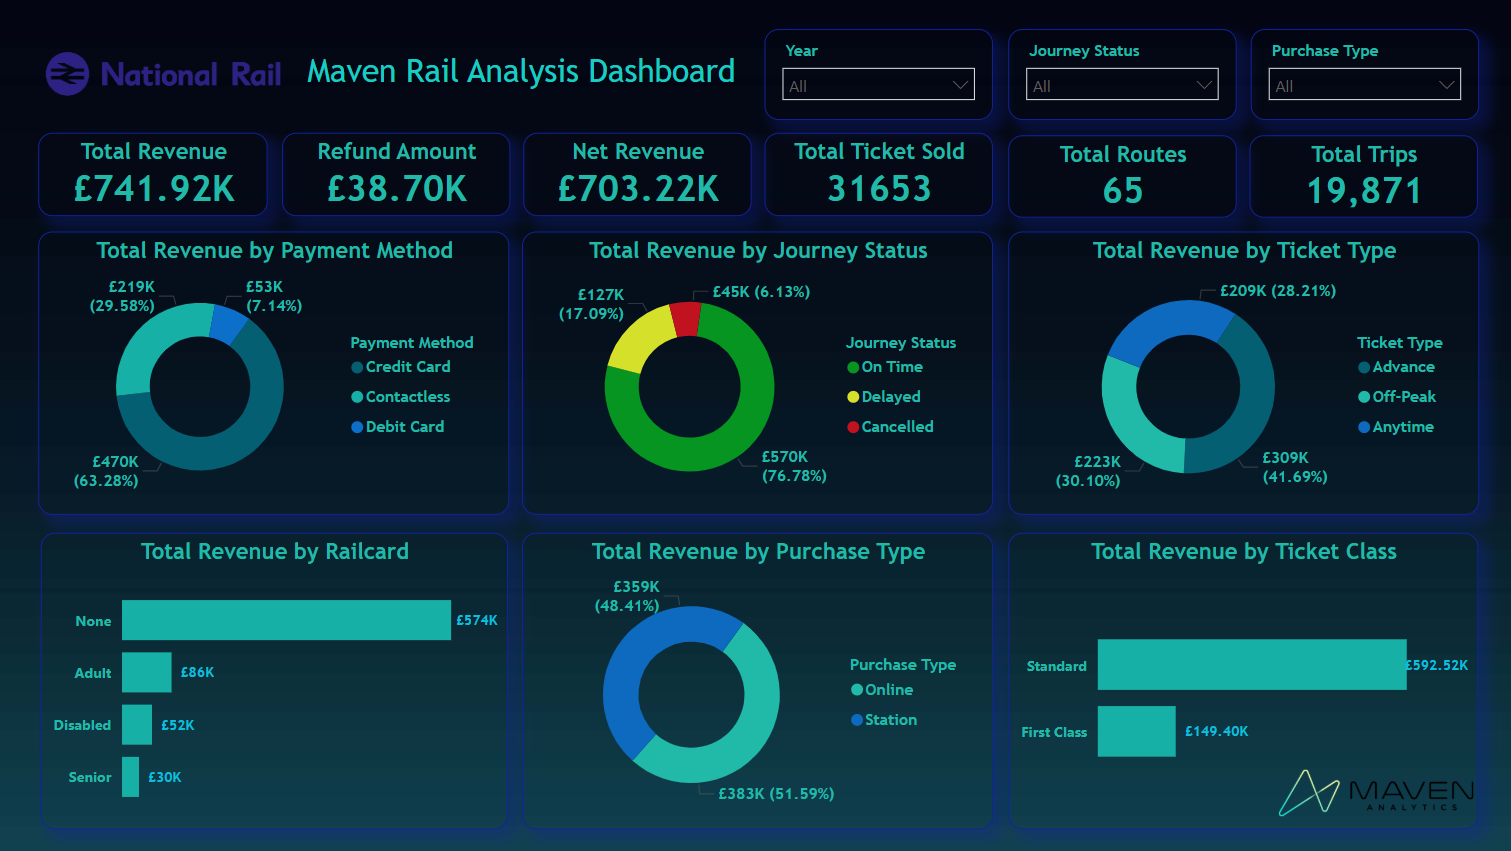 National Rail
Maven Rail Analysis Dashboard
Year
All
Journey Status
All
Purchase Type
All
Total Revenue
£741.92K
Refund Amount
£38.70K
Net Revenue
£703.22K
Total Ticket Sold
31653
Total Routes
65
Total Trips
19,871
Total Revenue by Payment Method
£219K
(29.58%)
£53K
(7.14%)
£470K
(63.28%)
Payment Method
Credit Card
Contactless
Debit Card
Total Revenue by Journey Status
£127K
(17.09%)
£45K (6.13%)
£570K
(76.78%)
Journey Status
On Time
Delayed
Cancelled
Total Revenue by Ticket Type
£209K (28.21%)
£223K
(30.10%)
£309K
(41.69%)
Ticket Type
Advance
Off-Peak
Anytime
Total Revenue by Railcard
None £574K
Adult £86K
Disabled £52K
Senior £30K
Total Revenue by Purchase Type
£359K
(48.41%)
£383K (51.59%)
Purchase Type
Online
Station
Total Revenue by Ticket Class
Standard £592.52K
First Class £149.40K
MAVEN
ANALYTICS